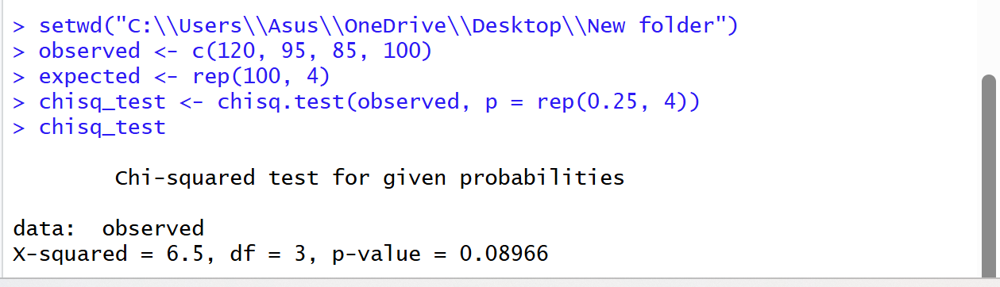 > setwd("C:\\Users\\Asus\\OneDrive\\Desktop\\New folder")
> observed <- c(120, 95, 85, 100)
> expected <- rep(100, 4)
> chisq_test <- chisq.test(observed, p = rep(0.25, 4))
> chisq_test
Chi-squared test for given probabilities
data:  observed
X-squared = 6.5, df = 3, p-value = 0.08966